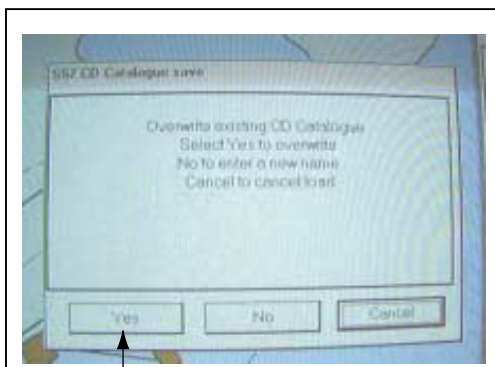 S57 CD Catalogue save
Overwrite existing CD Catalogue
Select Yes to overwrite
No to enter a new name
Cancel to cancel load
Yes
No
Cancel